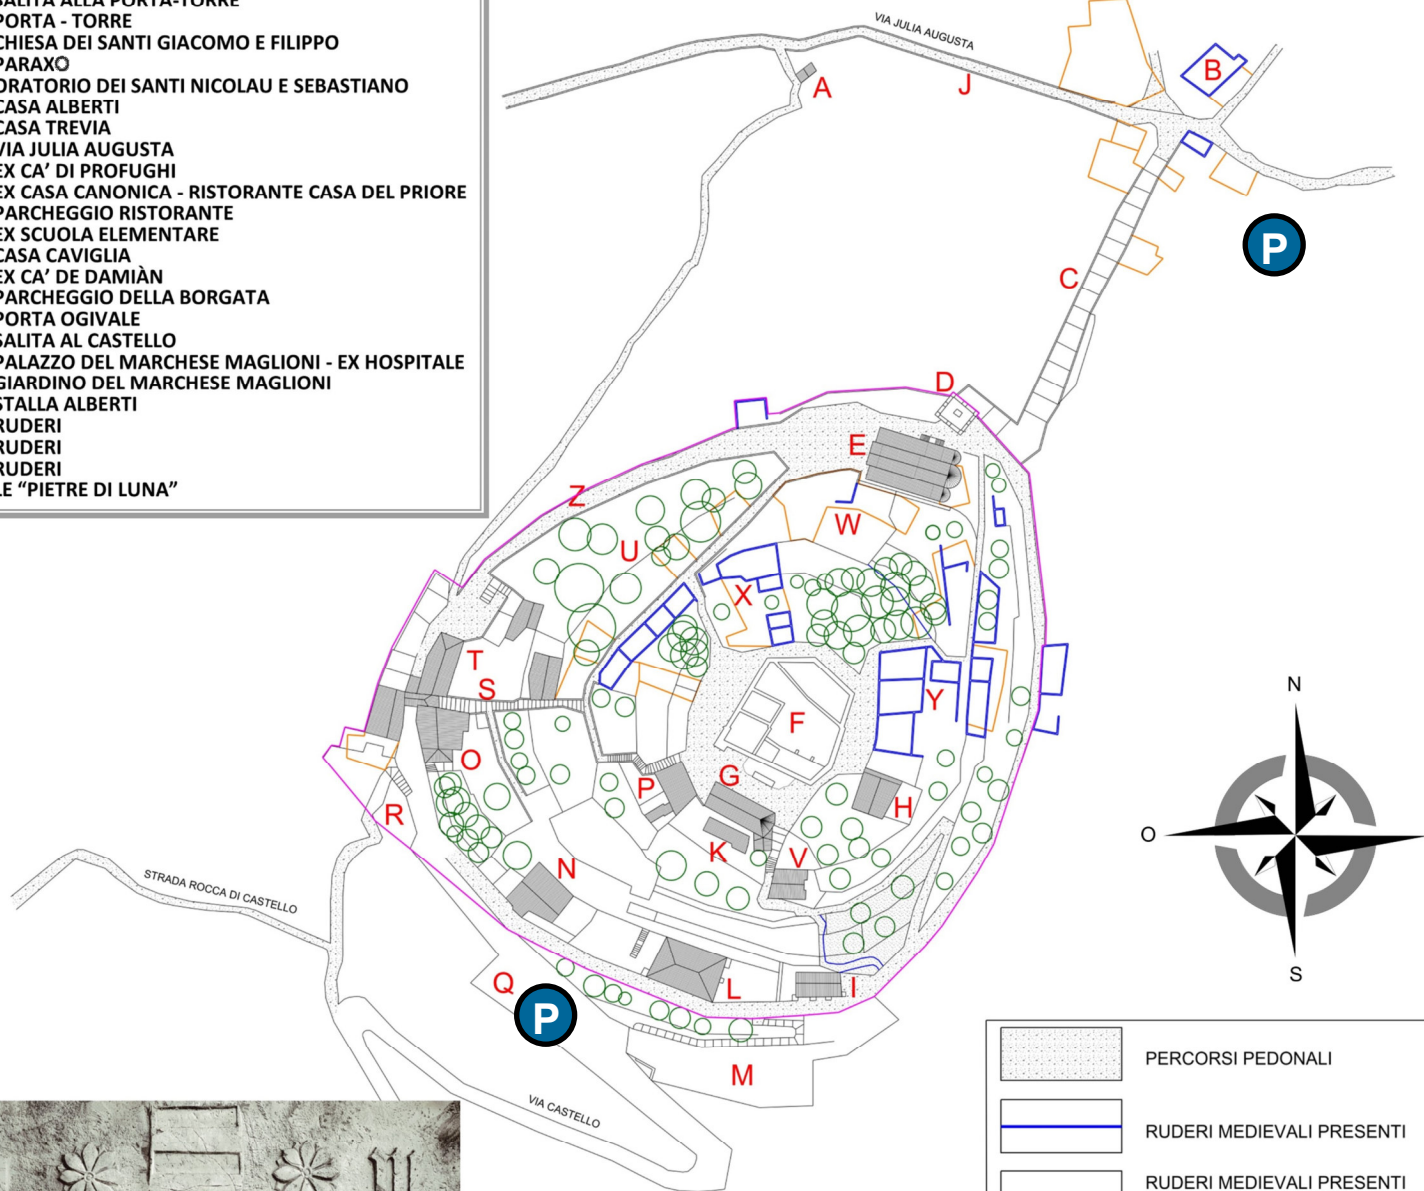 SALITA ALLA PORTA-TORRE
PORTA - TORRE
CHIESA DEI SANTI GIACOMO E FILIPPO
PARAXO
ORATORIO DEI SANTI NICOLAU E SEBASTIANO
CASA ALBERTI
CASA TREVIA
VIA JULIA AUGUSTA
EX CA’ DI PROFUGHI
EX CASA CANONICA - RISTORANTE CASA DEL PRIORE
PARCHEGGIO RISTORANTE
EX SCUOLA ELEMENTARE
CASA CAVIGLIA
EX CA’ DE DAMIÀN
PARCHEGGIO DELLA BORGATA
PORTA OGIVALE
SALITA AL CASTELLO
PALAZZO DEL MARCHESE MAGLIONI - EX HOSPITALE
GIARDINO DEL MARCHESE MAGLIONI
STALLA ALBERTI
RUDERI
RUDERI
RUDERI
LE “PIETRE DI LUNA”
VIA JULIA AUGUSTA
A
J
B
P
C
D
E
Z
U
W
X
T
S
Y
F
O
G
P
H
R
K
V
N
STRADA ROCCA DI CASTELLO
Q
P
L
I
M
VIA CASTELLO
N
O
S
PERCORSI PEDONALI
RUDERI MEDIEVALI PRESENTI
RUDERI MEDIEVALI PRESENTI